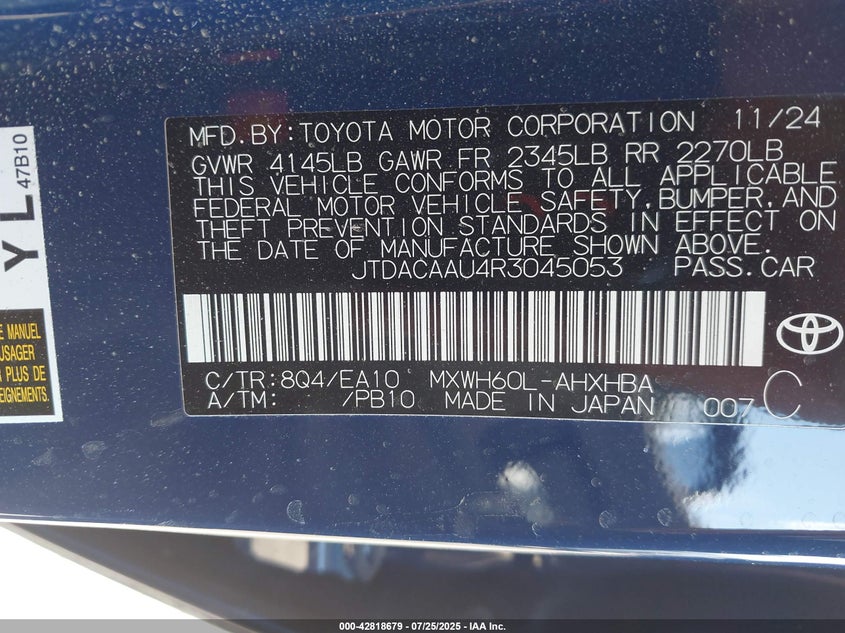 YL
47B10
E MANUEL
USAGER
PLUS
EIGNEMENTS.
MFD.BY:TOYOTA MOTOR CORPORATION 11/24
GVWR 4145LB GAWR FR 2345LB RR 2270LB
THIS VEHICLE CONFORMS TO ALL APPLICABLE
FEDERAL MOTOR VEHICLE SAFETY,BUMPER,AND
THEFT PREVENTION STANDARDS IN EFFECT ON
THE DATE OF MANUFACTURE SHOWN ABOVE.
JTDACAAU4R3045053 PASS.CAR
C/TR:8Q4/EA10 MXWH60L-AHXHBA
A/TM: /PB10 MADE IN JAPAN 007 C
000-42818679 - 07/25/2025 - IAA Inc.